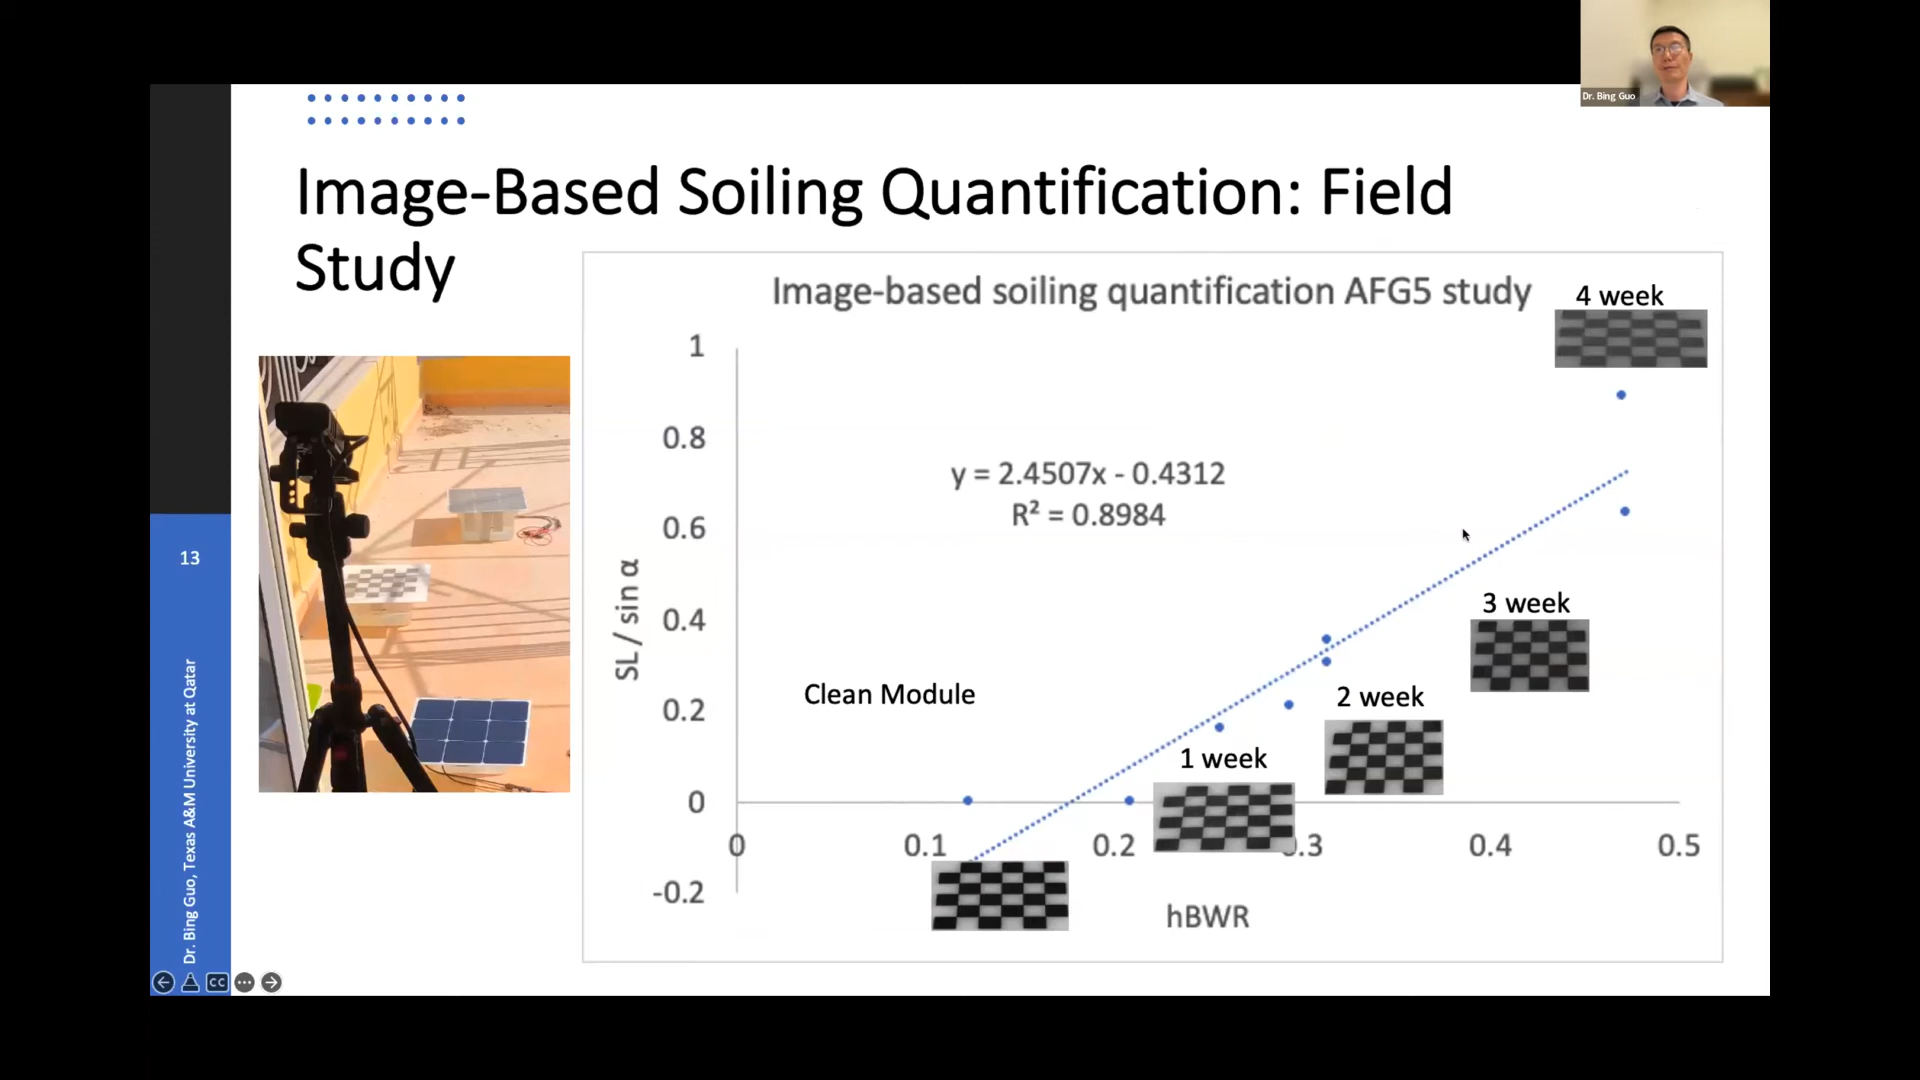 Dr. Bing Guo
Image-Based Soiling Quantification: Field
Study
Image-based soiling quantification AFG5 study
4 week
1
0.8
y = 2.4507x - 0.4312
R² = 0.8984
0.6
SL / sin α
0.4
3 week
Clean Module
0.2
2 week
1 week
0
0
0.1
0.2
0.3
0.4
0.5
-0.2
hBWR
13
Dr. Bing Guo, Texas A&M University at Qatar
CC